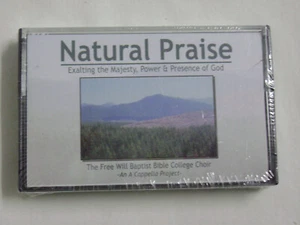 Natural Praise
Exalting the Majesty, Power & Presence of God
The Free Will Baptist Bible College Choir
-An A Cappella Project-